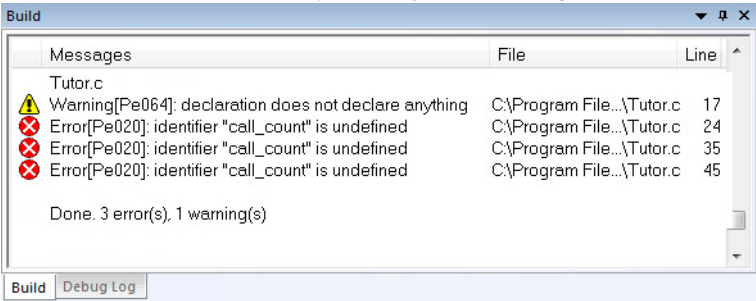 Build
Messages File Line
Tutor.c
Warning[Pe064]: declaration does not declare anything C:\Program File...\Tutor.c 17
Error[Pe020]: identifier "call_count" is undefined C:\Program File...\Tutor.c 24
Error[Pe020]: identifier "call_count" is undefined C:\Program File...\Tutor.c 35
Error[Pe020]: identifier "call_count" is undefined C:\Program File...\Tutor.c 45
Done. 3 error(s), 1 warning(s)
Build Debug Log